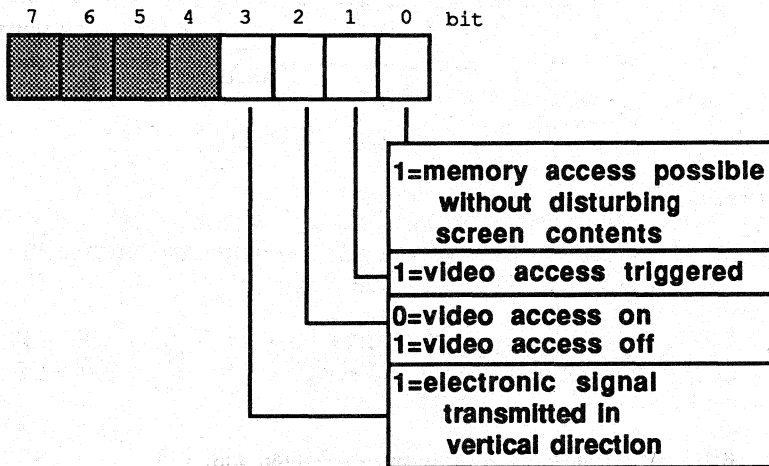 7 6 5 4 3 2 1 0 bit
1=memory access possible
without disturbing
screen contents
1=video access triggered
0=video access on
1=video access off
1=electronic signal
transmitted in
vertical direction